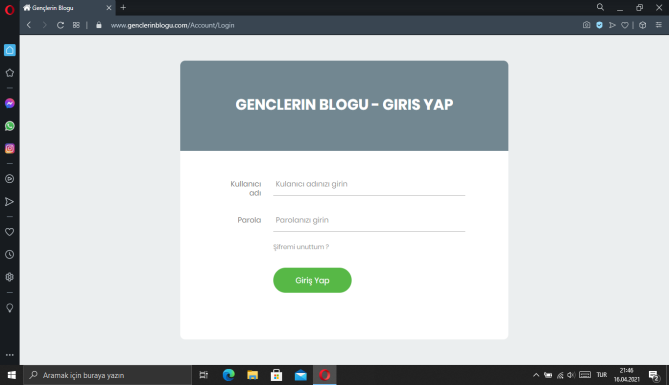 Gençlerin Blogu
www.genclerinblogu.com/Account/Login
GENCLERIN BLOGU - GIRIS YAP
Kullanıcı
adı
Kulanıcı adınızı girin
Parola
Parolanızı girin
Şifremi unuttum ?
Giriş Yap
Aramak için buraya yazın
TUR
21:46
16.04.2021
2